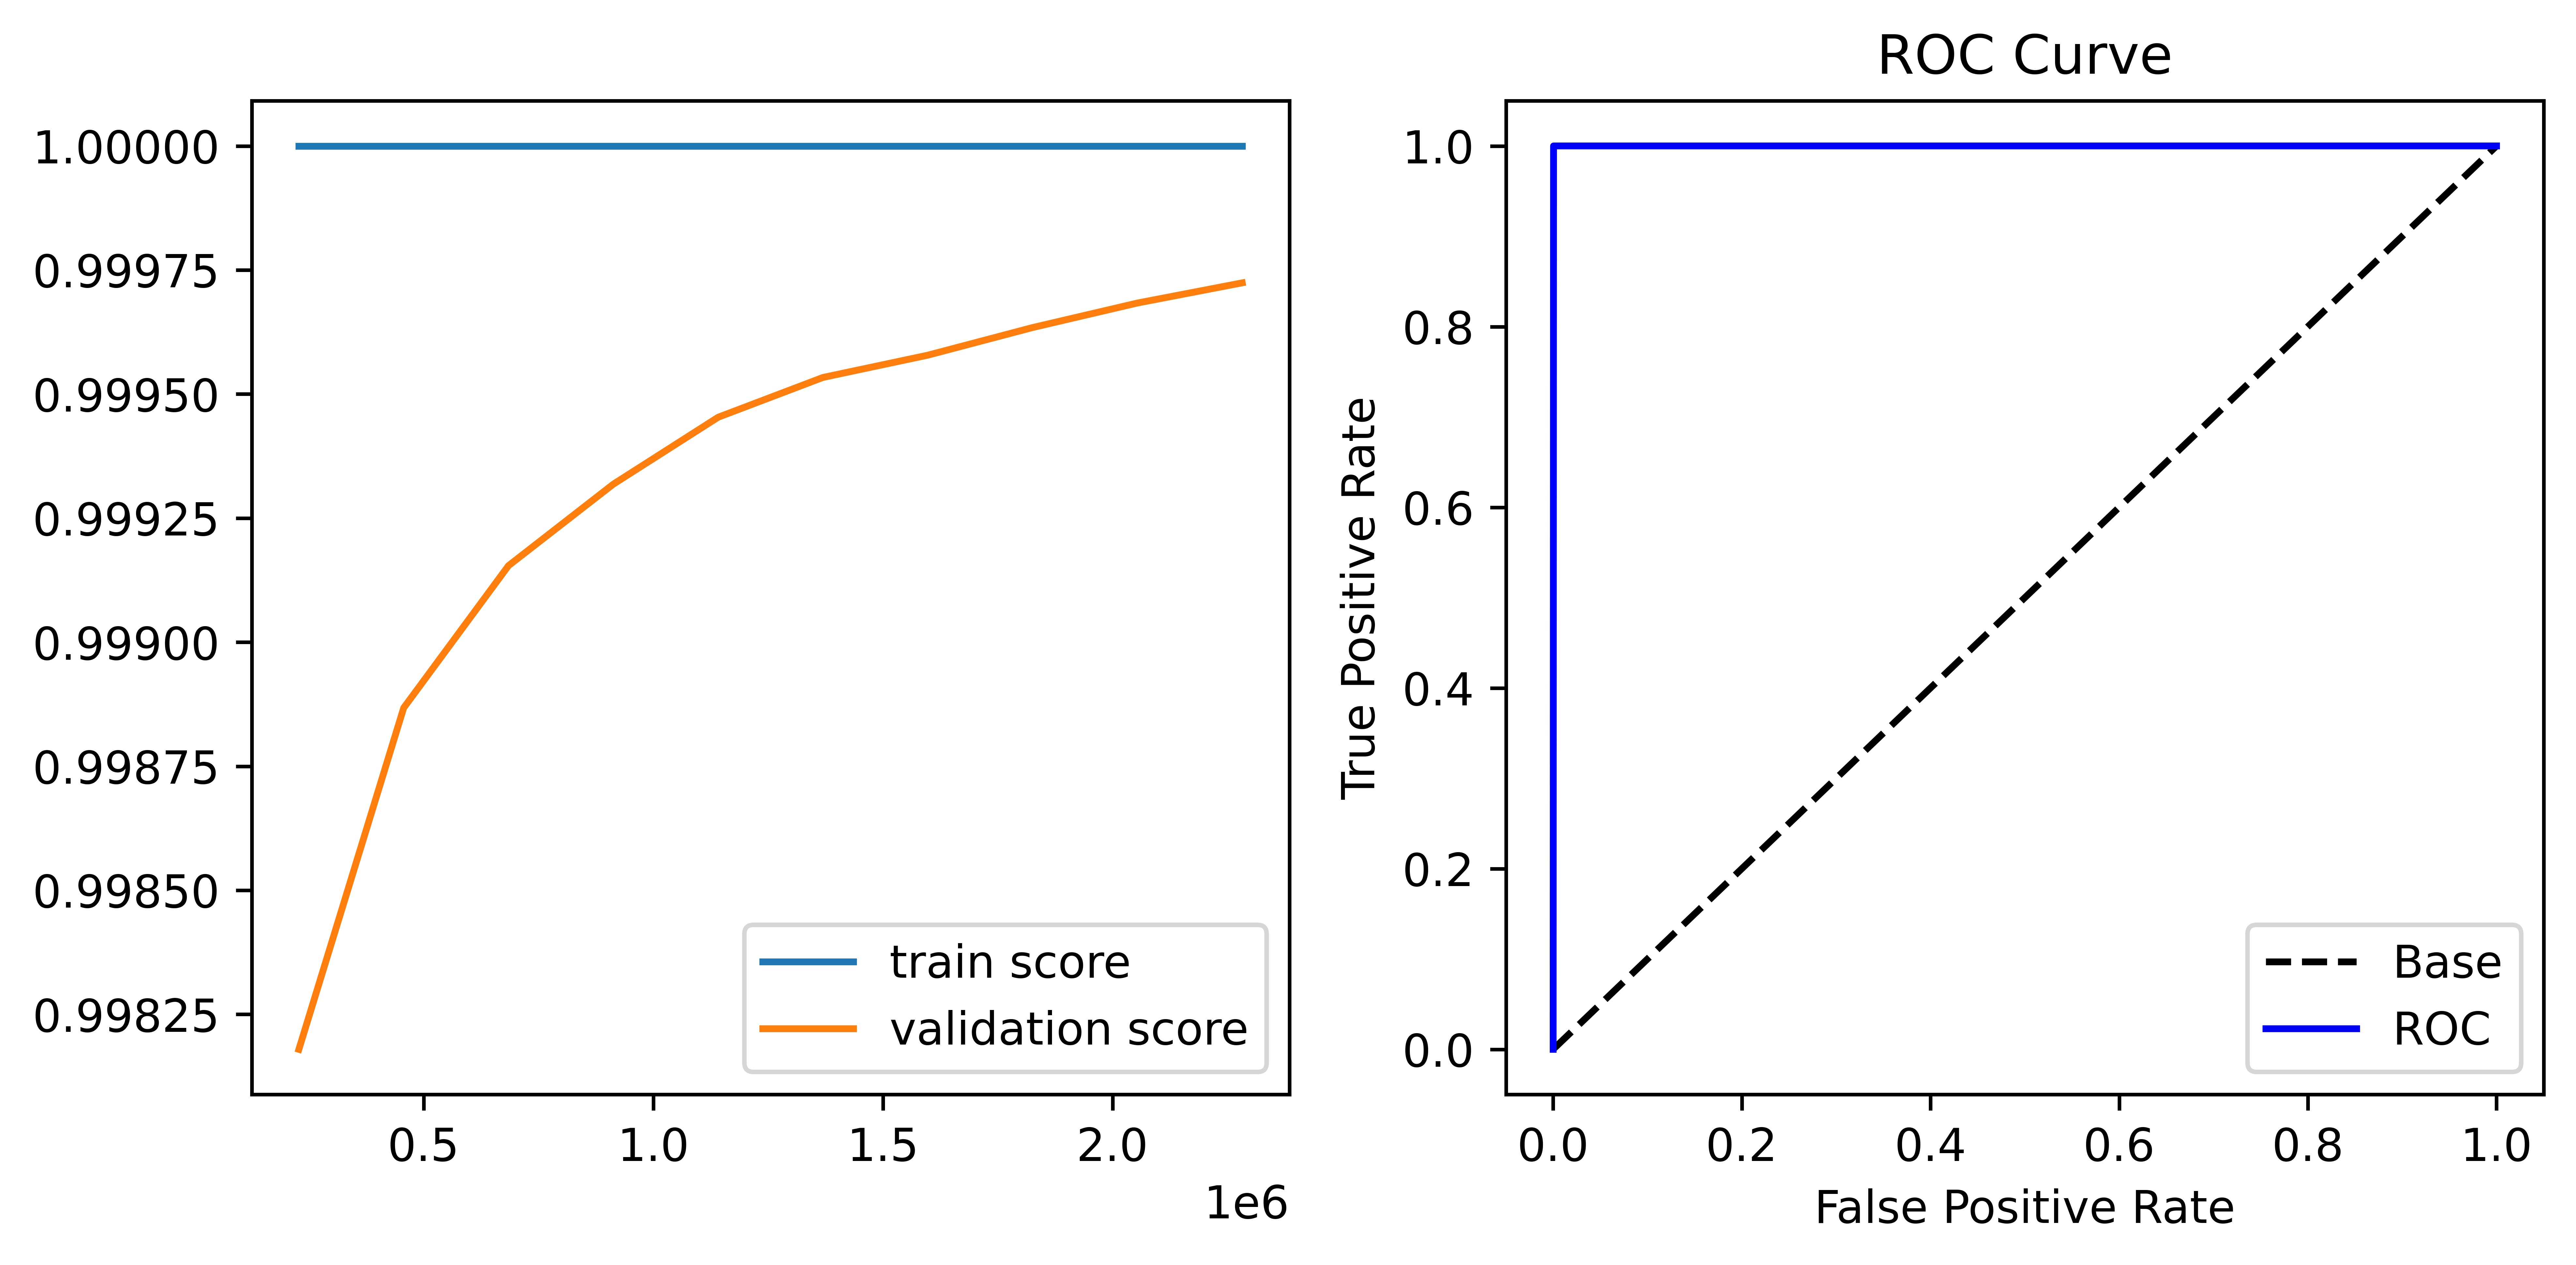 1.00000
0.99975
0.99950
0.99925
0.99900
0.99875
0.99850
0.99825
0.5 1.0 1.5 2.0
1e6
train score
validation score
ROC Curve
True Positive Rate
1.0
0.8
0.6
0.4
0.2
0.0
0.0 0.2 0.4 0.6 0.8 1.0
False Positive Rate
Base
ROC